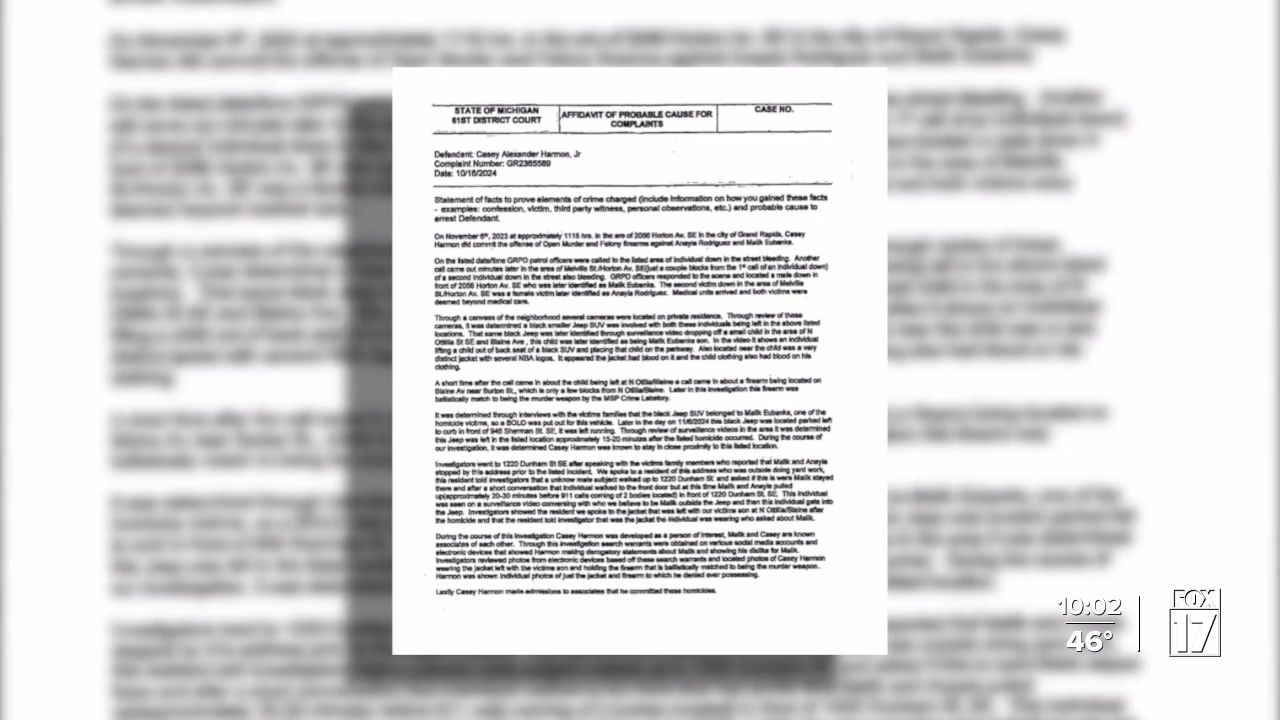 STATE OF MICHIGAN
61ST DISTRICT COURT
AFFIDAVIT OF PROBABLE CAUSE FOR
COMPLAINTS
CASE NO.
Defendant: Casey Alexander Harmon, Jr
Complaint Number: GR2365589
Date: 10/16/2024
Statement of facts to prove elements of crime charged (Include information on how you gained these facts
- examples: confession, victim, third party witness, personal observations, etc.) and probable cause to
arrest Defendant.
On November 6th, 2023 at approximately 1115 hrs. in the are of 2056 Horton Av. SE in the city of Grand Rapids, Casey
Harmon did commit the offense of Open Murder and Felony firearms against Anayla Rodriguez and Malik Eubanks.
On the listed date/time GRPD patrol officers were called to the listed area of individual down in the street bleeding. Another
call came out minutes later in the area of Melville St./Horton Av. SE(just a couple blocks from the 1st call of an individual down)
of a second individual down in the street also bleeding. GRPD officers responded to the scene and located a male down in
front of 2056 Horton Av. SE who was later identified as Malik Eubanks. The second victim down in the area of Melville
St./Horton Av. SE was a female victim later identified as Anayla Rodriguez. Medical units arrived and both victims were
deemed beyond medical care.
Through a canvass of the neighborhood several cameras were located on private residence. Through review of these
cameras, it was determined a black smaller Jeep SUV was involved with both these individuals being left in the above listed
locations. That same black Jeep was later identified through surveillance video dropping off a small child in the area of N
Ottilia St SE and Blaine Ave , this child was later identified as being Malik Eubanks son. In the video it shows an individual
lifting a child out of back seat of a black SUV and placing that child on the parkway. Also located near the child was a very
distinct jacket with several NBA logos. It appeared the jacket had blood on it and the child clothing also had blood on his
clothing.
A short time after the call came in about the child being left at N Ottilia/Blaine a call came in about a firearm being located on
Blaine Av near Burton St., which is only a few blocks from N Ottilia/Blaine. Later in this investigation this firearm was
ballistically match to being the murder weapon by the MSP Crime Labetory.
It was determined through interviews with the victims families that the black Jeep SUV belonged to Malik Eubanks, one of the
homicide victims, so a BOLO was put out for this vehicle. Later in the day on 11/6/2024 this black Jeep was located parked left
to curb in front of 946 Sherman St. SE, it was left running. Through review of surveillance videos in the area it was determined
this Jeep was left in the listed location approximately 15-20 minutes after the listed homicide occurred. During the course of
our investigation, it was determined Casey Harmon was known to stay in close proximity to this listed location.
Investigators went to 1220 Dunham St SE after speaking with the victims family members who reported that Malik and Anayla
stopped by this address prior to the listed incident. We spoke to a resident of this address who was outside doing yard work,
this resident told investigators that a unknow male subject walked up to 1220 Dunham St. SE and asked if this is were Malik stayed
there and after a short conversation that individual walked to the front door but at this time Malik and Anayla pulled
up(approximately 20-30 minutes before 911 calls coming of 2 bodies located) in front of 1220 Dunham St. SE. This individual
was seen on a surveillance video conversing with who we believe to be Malik outside the Jeep and then this individual gets into
the Jeep. Investigators showed the resident we spoke to the jacket that was left with our victims son at N Ottilia/Blaine after
the homicide and that the resident told investigator that was the jacket the individual was wearing who asked about Malik.
During the course of this investigation Casey Harmon was developed as a person of interest, Malik and Casey are known
associates of each other. Through this investigation search warrants were obtained on various social media accounts and
electronic devices that showed Harmon making derogatory statements about Malik and showing his dislike for Malik.
Investigators reviewed photos from electronic devices based off these search warrants and located photos of Casey Harmon
wearing the jacket left with the victims son and holding the firearm that is ballistically matched to being the murder weapon.
Harmon was shown individual photos of just the jacket and firearm to which he denied ever possessing.
Lastly Casey Harmon made admissions to associates that he committed these homicides.
10:02
46°
FOX
17